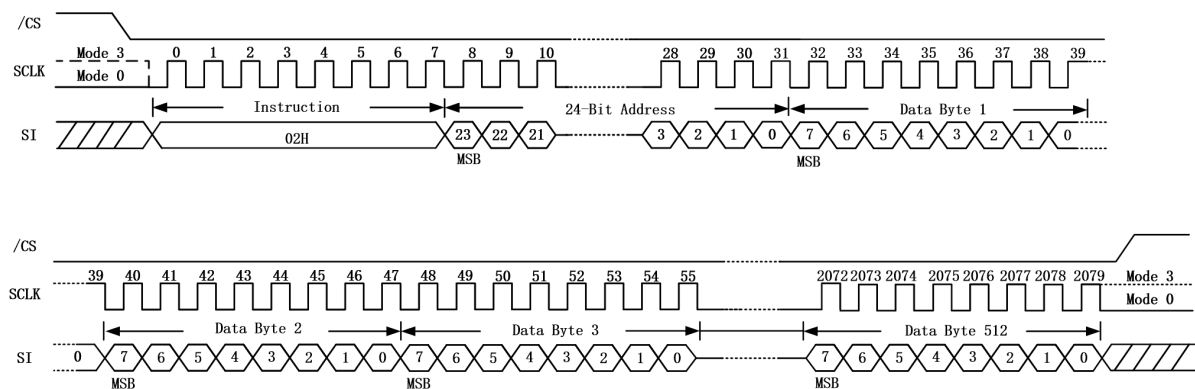 /CS
Mode 3 0 1 2 3 4 5 6 7 8 9 10 28 29 30 31 32 33 34 35 36 37 38 39
SCLK Mode 0
Instruction 24-Bit Address Data Byte 1
SI 02H 23 22 21 3 2 1 0 7 6 5 4 3 2 1 0
MSB MSB
/CS
39 40 41 42 43 44 45 46 47 48 49 50 51 52 53 54 55 2072 2073 2074 2075 2076 2077 2078 2079 Mode 3
SCLK Mode 0
Data Byte 2 Data Byte 3 Data Byte 512
SI 0 7 6 5 4 3 2 1 0 7 6 5 4 3 2 1 0 7 6 5 4 3 2 1 0
MSB MSB MSB